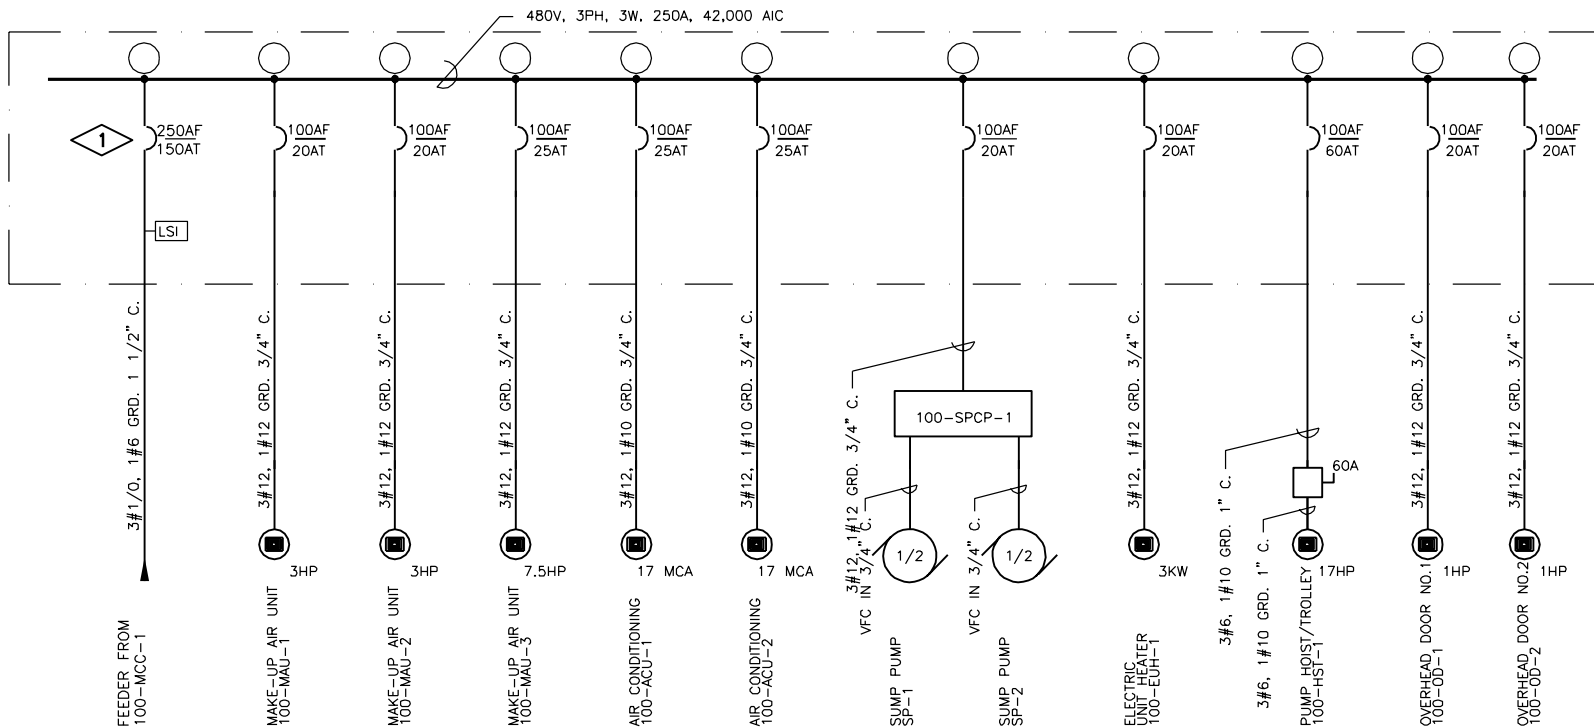 480V, 3PH, 3W, 250A, 42,000 AIC
1
250AF
150AT
100AF
20AT
100AF
20AT
100AF
25AT
100AF
25AT
100AF
25AT
100AF
20AT
100AF
20AT
100AF
60AT
100AF
20AT
100AF
20AT
LSI
3#1/0, 1#6 GRD. 1 1/2" C.
3#12, 1#12 GRD. 3/4" C.
3#12, 1#12 GRD. 3/4" C.
3#12, 1#12 GRD. 3/4" C.
3#12, 1#10 GRD. 3/4" C.
3#12, 1#10 GRD. 3/4" C.
3#12, 1#12 GRD. 3/4" C.
100-SPCP-1
VFC IN 3/4" C.
VFC IN 3/4" C.
3#12, 1#12 GRD. 3/4" C.
3#6, 1#10 GRD. 1" C.
60A
3#6, 1#10 GRD. 1" C.
3#12, 1#12 GRD. 3/4" C.
3#12, 1#12 GRD. 3/4" C.
3HP
3HP
7.5HP
17 MCA
17 MCA
1/2
1/2
3KW
17HP
1HP
1HP
FEEDER FROM
100-MCC-1
MAKE-UP AIR UNIT
100-MAU-1
MAKE-UP AIR UNIT
100-MAU-2
MAKE-UP AIR UNIT
100-MAU-3
AIR CONDITIONING
100-ACU-1
AIR CONDITIONING
100-ACU-2
SUMP PUMP
SP-1
SUMP PUMP
SP-2
ELECTRIC
UNIT HEATER
100-EUH-1
PUMP HOIST/TROLLEY
100-HST-1
OVERHEAD DOOR NO.1
100-OD-1
OVERHEAD DOOR NO.2
100-OD-2